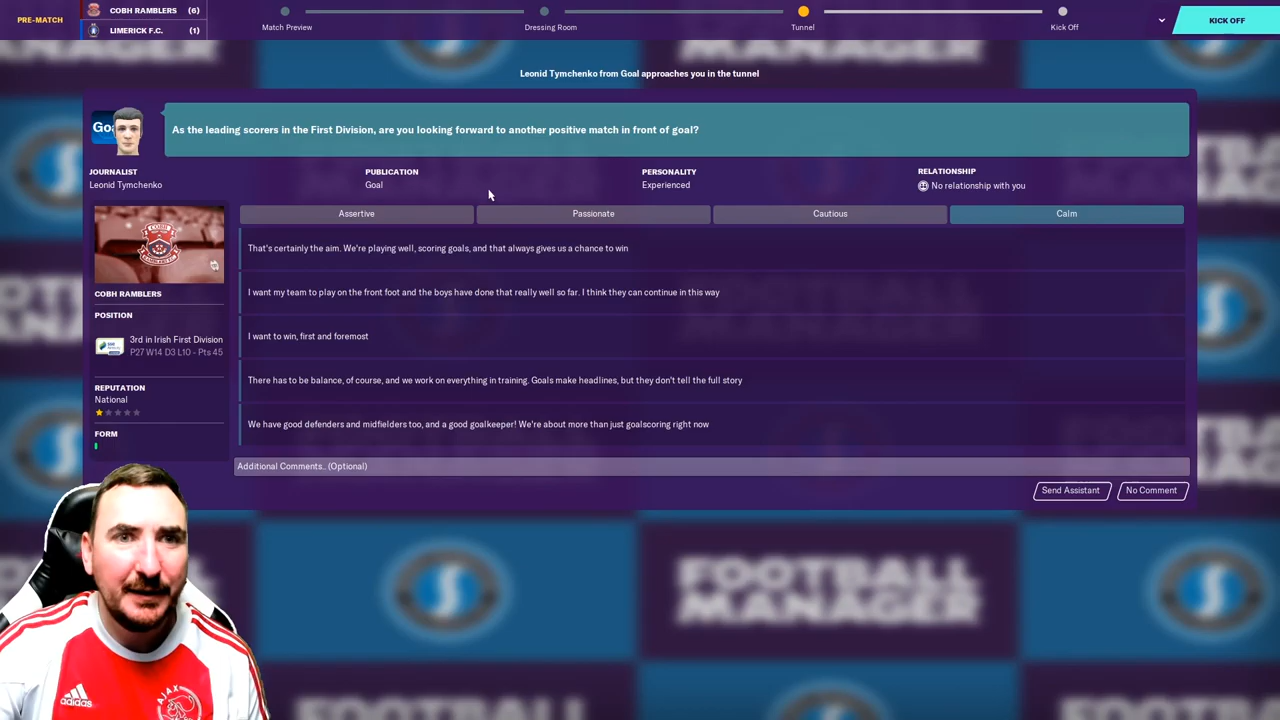 PRE-MATCH
COBH RAMBLERS (6)
LIMERICK F.C. (1)
Match Preview
Dressing Room
Tunnel
Kick Off
KICK OFF
Leonid Tymchenko from Goal approaches you in the tunnel
As the leading scorers in the First Division, are you looking forward to another positive match in front of goal?
JOURNALIST
Leonid Tymchenko
PUBLICATION
Goal
PERSONALITY
Experienced
RELATIONSHIP
No relationship with you
Assertive
Passionate
Cautious
Calm
That's certainly the aim. We're playing well, scoring goals, and that always gives us a chance to win
I want my team to play on the front foot and the boys have done that really well so far. I think they can continue in this way
I want to win, first and foremost
There has to be balance, of course, and we work on everything in training. Goals make headlines, but they don't tell the full story
We have good defenders and midfielders too, and a good goalkeeper! We're about more than just goalscoring right now
COBH RAMBLERS
POSITION
3rd in Irish First Division
P27 W14 D3 L10 - Pts 45
REPUTATION
National
FORM
Additional Comments.. (Optional)
Send Assistant
No Comment
FOOTBALL
MANAGER
adidas
AJAX